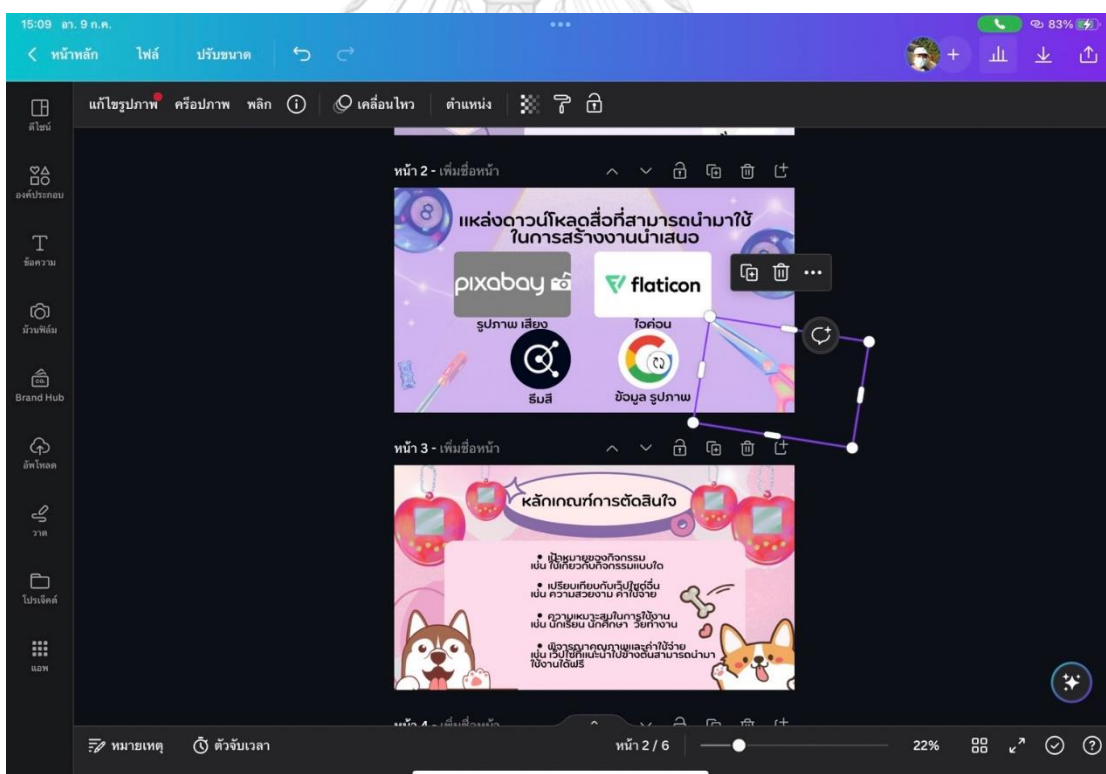 15:09 อา. 9 ก.ค.
83%
หน้าหลัก ไฟล์ ปรับขนาด
แก้ไขรูปภาพ ครือปภาพ พลิก เคลื่อนไหว ตำแหน่ง
ดีไซน์
องค์ประกอบ
ข้อความ
ม้วนฟิล์ม
Brand Hub
อัพโหลด
วาด
โปรเจ็คต์
แอพ
หน้า 2 - เพิ่มชื่อหน้า
แหล่งดาวน์โหลดสื่อที่สามารถนำมาใช้
ในการสร้างงานนำเสนอ
pixabay
flaticon
รูปภาพ เสียง
ไอค่อน
ธีมสี
ข้อมูล รูปภาพ
หน้า 3 - เพิ่มชื่อหน้า
หลักเกณฑ์การตัดสินใจ
• เป้าหมายของกิจกรรม
เช่น ใช้เกี่ยวกับกิจกรรมแบบใด
• เปรียบเทียบกับเว็ปไซต์อื่น
เช่น ความสวยงาม ค่าใช้จ่าย
• ความเหมาะสมในการใช้งาน
เช่น นักเรียน นักศึกษา วัยทำงาน
• พิจารณาคุณภาพและค่าใช้จ่าย
เช่น เว็ปไซก์ที่แนะนำไปข้างต้นสามารถนำมา
ใช้งานได้ฟรี
หน้า 4 - เพิ่มชื่อหน้า
หมายเหตุ ตัวจับเวลา หน้า 2 / 6 22%